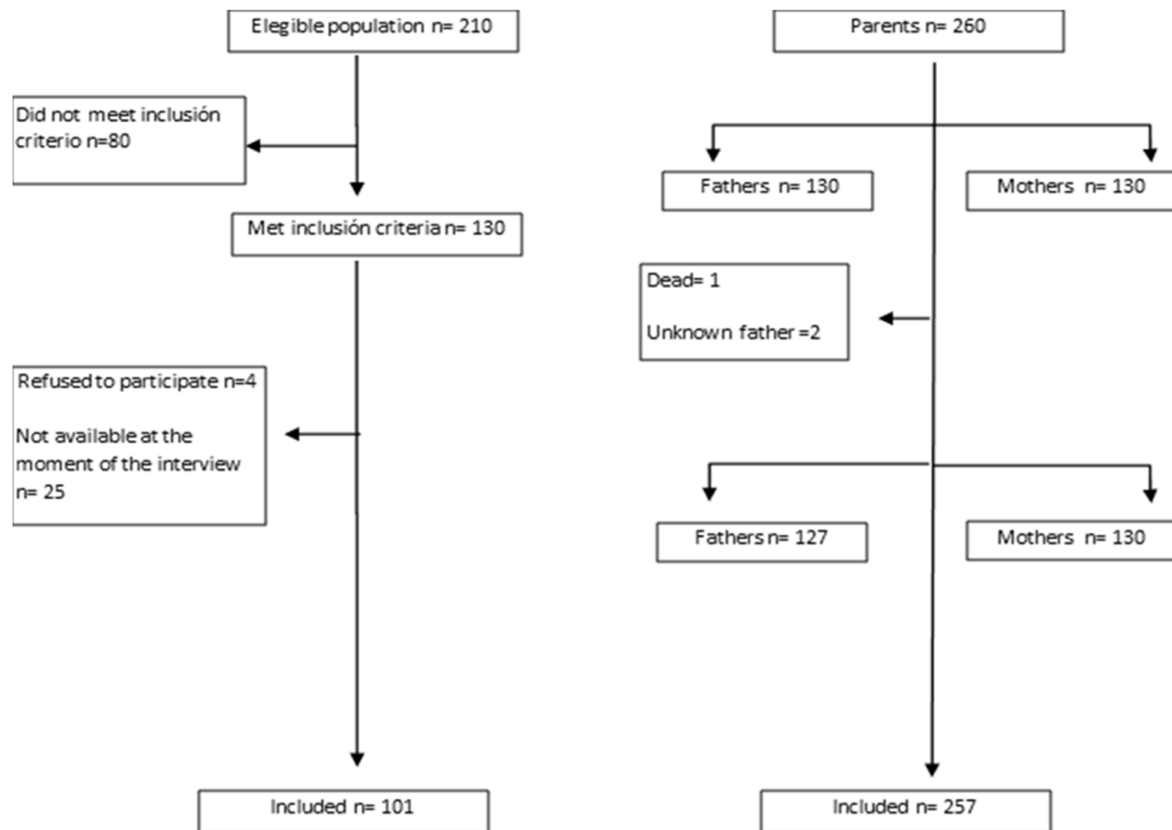 Elegible population n= 210
Did not meet inclusión
criterio n=80
Met inclusión criteria n= 130
Refused to participate n=4
Not available at the
moment of the interview
n= 25
Included n= 101
Parents n= 260
Fathers n= 130
Mothers n= 130
Dead= 1
Unknown father =2
Fathers n= 127
Mothers n= 130
Included n= 257